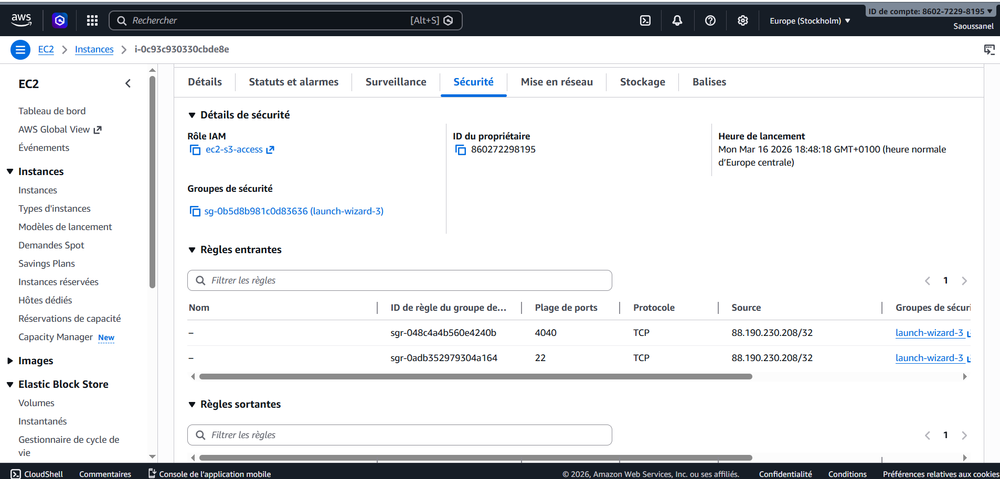 aws
Rechercher
[Alt+S]
Europe (Stockholm)
ID de compte: 8602-7229-8195
Saoussanel
EC2
Instances
i-0c93c930330cbde8e
EC2
Tableau de bord
AWS Global View
Événements
Instances
Instances
Types d'instances
Modèles de lancement
Demandes Spot
Savings Plans
Instances réservées
Hôtes dédiés
Réservations de capacité
Capacity Manager New
Images
Elastic Block Store
Volumes
Instantanés
Gestionnaire de cycle de
vie
Détails
Statuts et alarmes
Surveillance
Sécurité
Mise en réseau
Stockage
Balises
Détails de sécurité
Rôle IAM
ec2-s3-access
ID du propriétaire
860272298195
Heure de lancement
Mon Mar 16 2026 18:48:18 GMT+0100 (heure normale
d’Europe centrale)
Groupes de sécurité
sg-0b5d8b981c0d83636 (launch-wizard-3)
Règles entrantes
Filtrer les règles
1
Nom ID de règle du groupe de... Plage de ports Protocole Source Groupes de sécuri
– sgr-048c4a4b560e4240b 4040 TCP 88.190.230.208/32 launch-wizard-3
– sgr-0adb352979304a164 22 TCP 88.190.230.208/32 launch-wizard-3
Règles sortantes
Filtrer les règles
1
CloudShell
Commentaires
Console de l’application mobile
© 2026, Amazon Web Services, Inc. ou ses affiliés.
Confidentialité
Conditions
Préférences relatives aux cookies